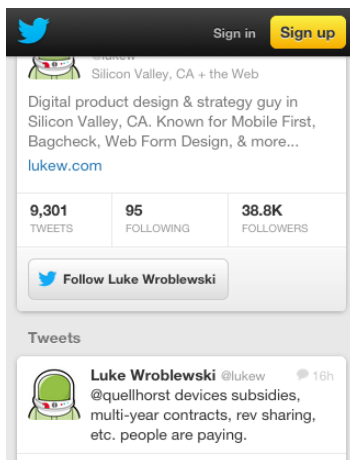 Sign in
Sign up
@lukew
Silicon Valley, CA + the Web
Digital product design & strategy guy in
Silicon Valley, CA. Known for Mobile First,
Bagcheck, Web Form Design, & more...
lukew.com
9,301 95 38.8K
TWEETS FOLLOWING FOLLOWERS
Follow Luke Wroblewski
Tweets
Luke Wroblewski @lukew 16h
@quellhorst devices subsidies,
multi-year contracts, rev sharing,
etc. people are paying.